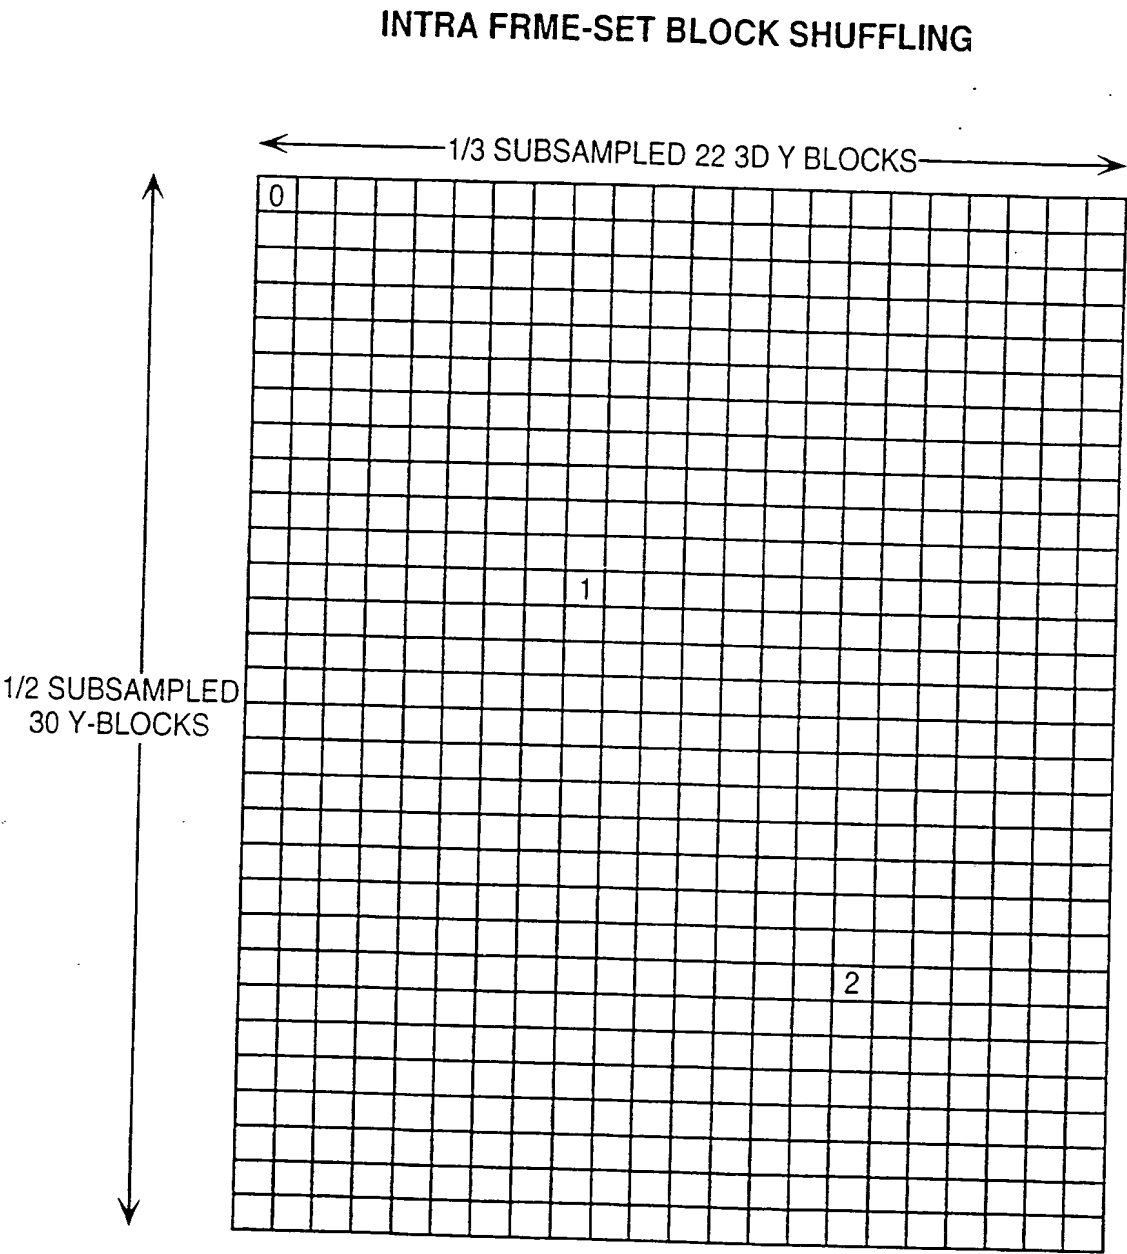 INTRA FRME-SET BLOCK SHUFFLING
1/3 SUBSAMPLED 22 3D Y BLOCKS
0
1
1/2 SUBSAMPLED
30 Y-BLOCKS
2